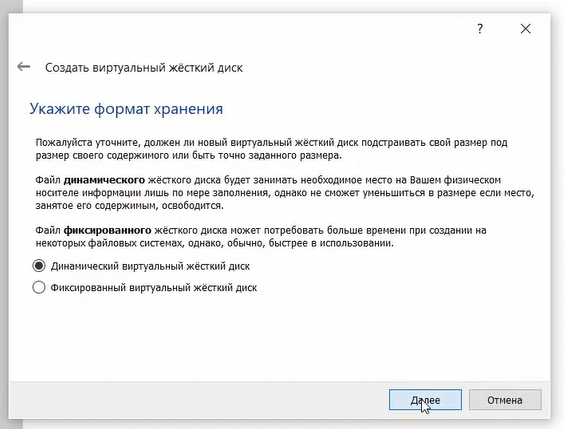 ?
Создать виртуальный жёсткий диск
Укажите формат хранения
Пожалуйста уточните, должен ли новый виртуальный жёсткий диск подстраивать свой размер под
размер своего содержимого или быть точно заданного размера.
Файл динамического жёсткого диска будет занимать необходимое место на Вашем физическом
носителе информации лишь по мере заполнения, однако не сможет уменьшиться в размере если место,
занятое его содержимым, освободится.
Файл фиксированного жёсткого диска может потребовать больше времени при создании на
некоторых файловых системах, однако, обычно, быстрее в использовании.
Динамический виртуальный жёсткий диск
Фиксированный виртуальный жёсткий диск
Далее
Отмена